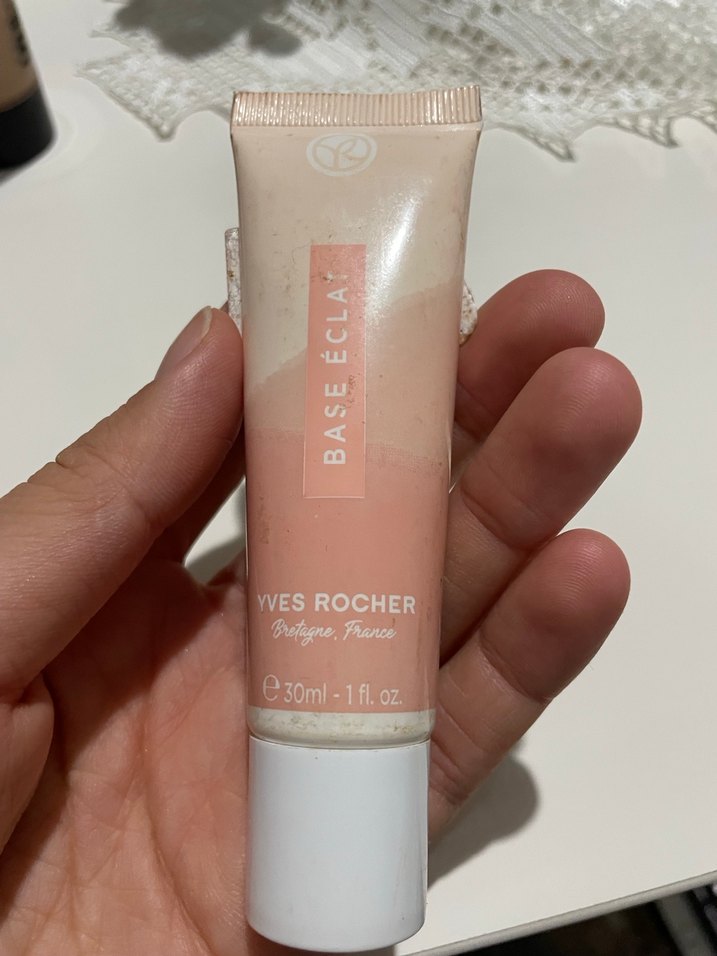 BASE ÉCLAT
YVES ROCHER
Bretagne, France
℮ 30ml - 1 fl. oz.